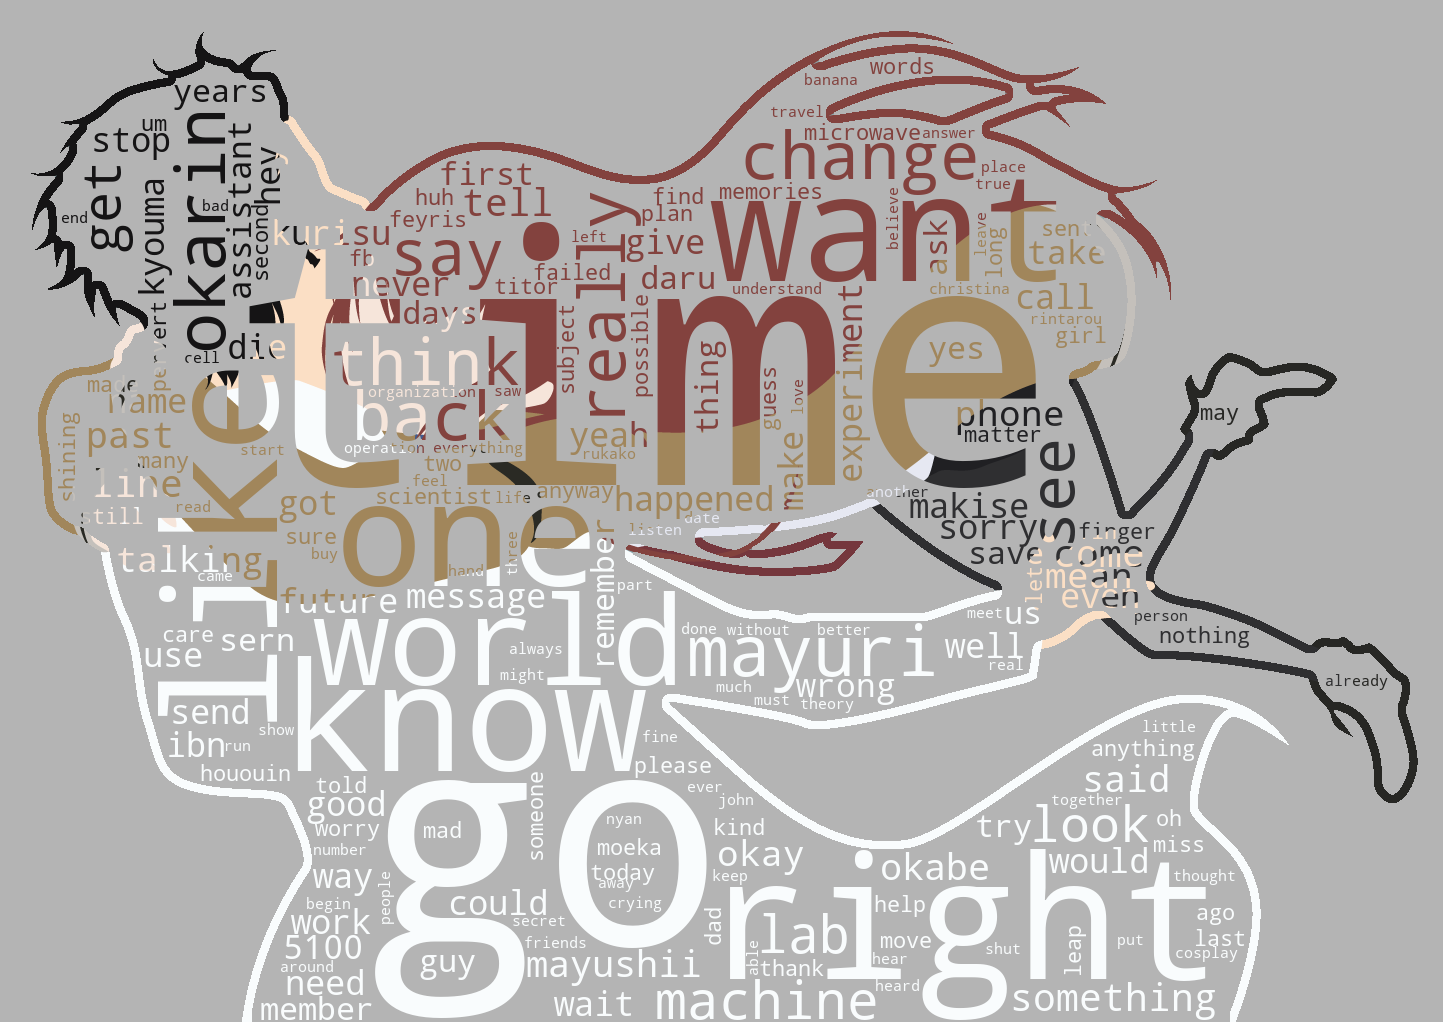 words
banana
years
travel
um
microwave answer
stop
okarin
change
place
first
get
assistant
hey
memories
true
huh
tell
find
want
kyouma
bad
feyris
plan
believe
end
second
kurisu
say
left
really
give
ask
leave
long
sent
take
fb
never
failed
daru
titor
understand
christina
call
days
time
rintarou
die
cell
subject
possible
experiment
yes
girl
think
thing
guess
love
expert
made
name
organization
saw
back
phone
may
past
shining
operation
everything
yeah
matter
many
start
two
rukako
make
see
line
like
feel
scientist
life
anyway
happened
another
makise
got
read
still
one
date
listen
sorry
finger
sure
buy
three
remember
save
come
talking
hand
letter
mean
an
came
even
en
future
message
part
us
meet
person
care
sern
world
done
without
better
nothing
use
always
mayuri
well
real
might
already
know
much
wrong
must
theory
send
show
little
ibn
run
fine
anything
hououin
please
said
told
someone
ever
good
go
john
together
worry
mad
nyan
kind
try
look
oh
number
moeka
okay
miss
way
today
away
keep
okabe
would
thought
people
begin
could
crying
right
help
ago
work
secret
dad
lab
move
last
5100
friends
able
shut
leap
put
cosplay
around
guy
mayushii
thank
hear
need
heard
member
wait
machine
something